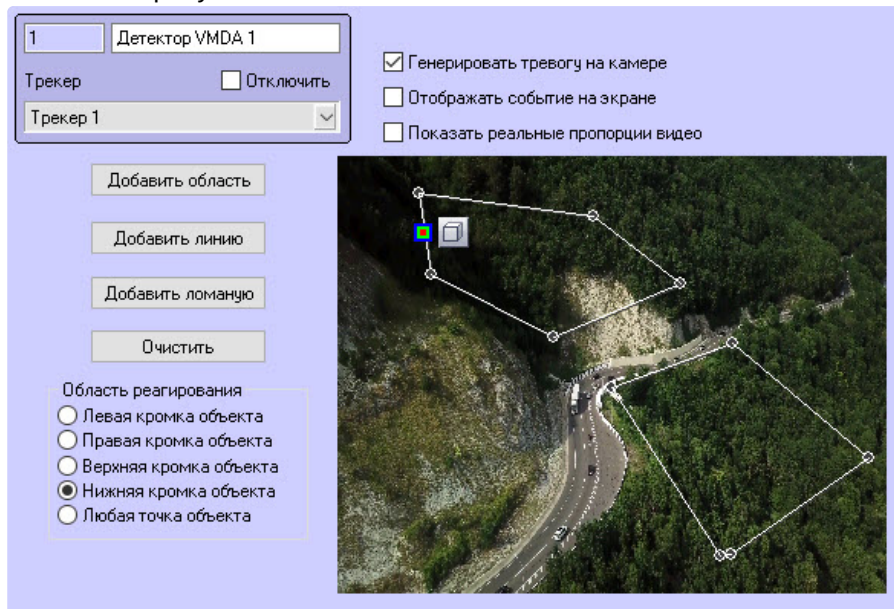 1
Детектор VMDA 1
Трекер
Отключить
Трекер 1
Генерировать тревогу на камере
Отображать событие на экране
Показать реальные пропорции видео
Добавить область
Добавить линию
Добавить ломаную
Очистить
Область реагирования
Левая кромка объекта
Правая кромка объекта
Верхняя кромка объекта
Нижняя кромка объекта
Любая точка объекта